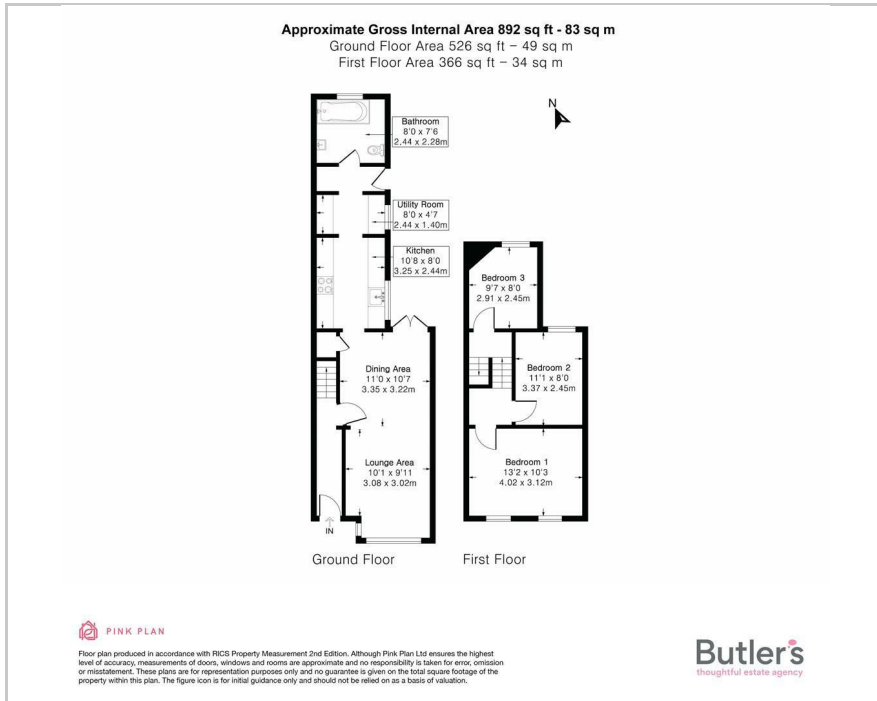 Approximate Gross Internal Area 892 sq ft - 83 sq m
Ground Floor Area 526 sq ft – 49 sq m
First Floor Area 366 sq ft – 34 sq m
N
Bathroom
8'0 x 7'6
2.44 x 2.28m
Utility Room
8'0 x 4'7
2.44 x 1.40m
Kitchen
10'8 x 8'0
3.25 x 2.44m
Dining Area
11'0 x 10'7
3.35 x 3.22m
Lounge Area
10'1 x 9'11
3.08 x 3.02m
IN
Ground Floor
Bedroom 3
9'7 x 8'0
2.91 x 2.45m
Bedroom 2
11'1 x 8'0
3.37 x 2.45m
Bedroom 1
13'2 x 10'3
4.02 x 3.12m
First Floor
PINK PLAN
Floor plan produced in accordance with RICS Property Measurement 2nd Edition. Although Pink Plan Ltd ensures the highest
level of accuracy, measurements of doors, windows and rooms are approximate and no responsibility is taken for error, omission
or misstatement. These plans are for representation purposes only and no guarantee is given on the total square footage of the
property within this plan. The figure icon is for initial guidance only and should not be relied on as a basis of valuation.
Butler's
thoughtful estate agency